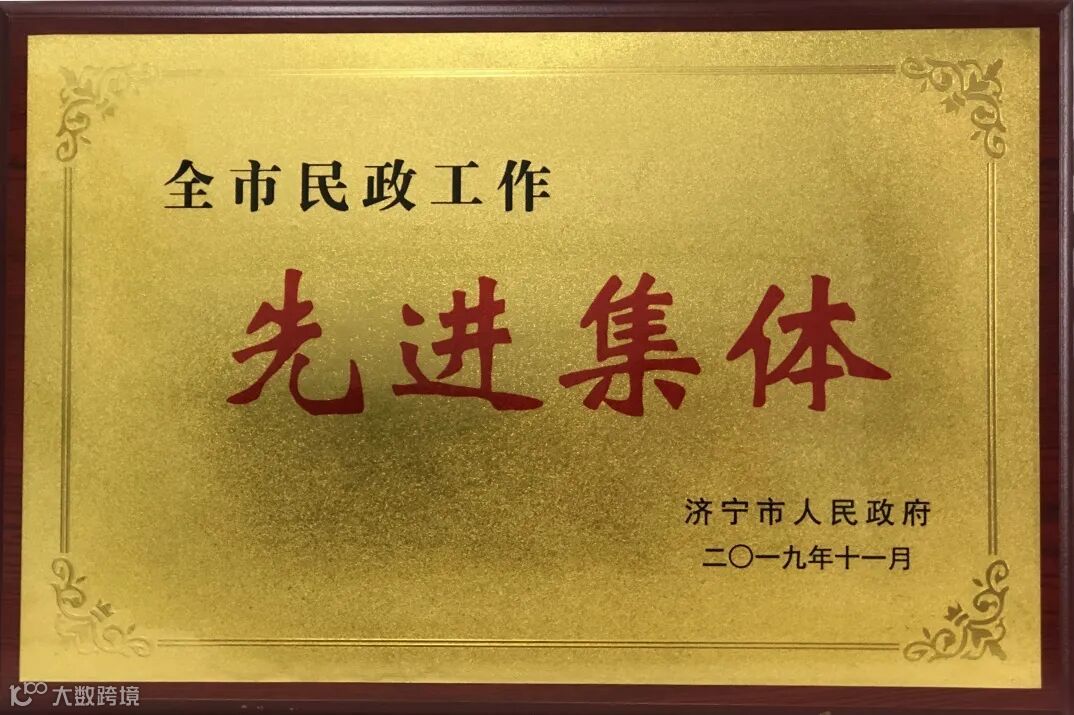 全市民政工作
先进集体
济宁市人民政府
二〇一九年十一月
大数跨境